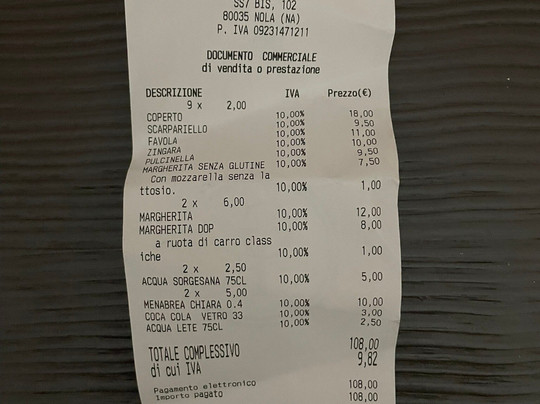 SS7 BIS, 102
80035 NOLA (NA)
P. IVA 09231471211
DOCUMENTO COMMERCIALE
di vendita o prestazione
DESCRIZIONE IVA Prezzo(€)
9 x 2,00
COPERTO 10,00% 18,00
SCARPARIELLO 10,00% 9,50
FAVOLA 10,00% 11,00
ZINGARA 10,00% 10,00
PULCINELLA 10,00% 9,50
MARGHERITA SENZA GLUTINE 10,00% 7,50
Con mozzarella senza la
ttosio. 10,00% 1,00
2 x 6,00
MARGHERITA 10,00% 12,00
MARGHERITA DOP 10,00% 8,00
a ruota di carro class
iche 10,00% 1,00
2 x 2,50
ACQUA SORGESANA 75CL 10,00% 5,00
2 x 5,00
MENABREA CHIARA 0.4 10,00% 10,00
COCA COLA VETRO 33 10,00% 3,00
ACQUA LETE 75CL 10,00% 2,50
TOTALE COMPLESSIVO 108,00
di cui IVA 9,82
Pagamento elettronico 108,00
Importo pagato 108,00